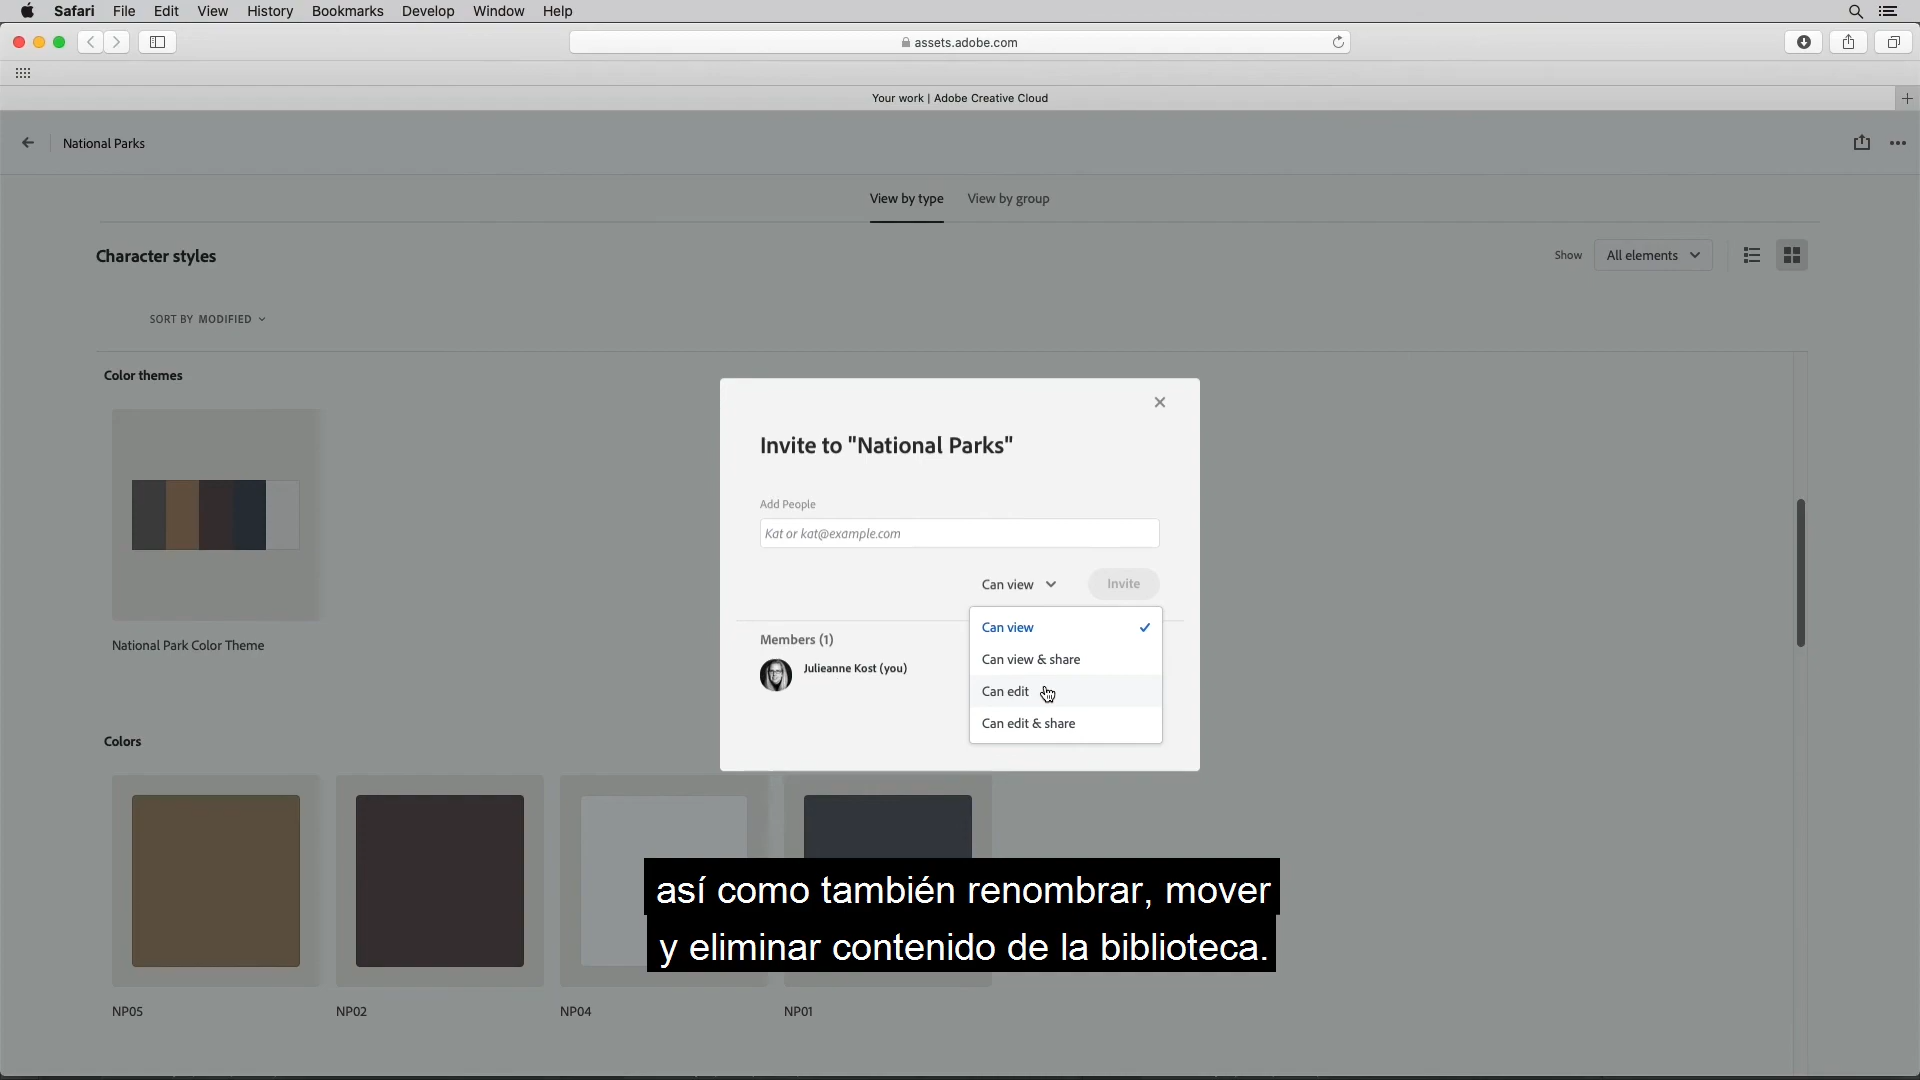 Safari File Edit View History Bookmarks Develop Window Help
assets.adobe.com
Your work | Adobe Creative Cloud
National Parks
View by type View by group
Character styles
Show All elements
SORT BY MODIFIED
Color themes
National Park Color Theme
Invite to "National Parks"
Add People
Kat or kat@example.com
Can view Invite
Can view
Can view & share
Can edit
Can edit & share
Members (1)
Julieanne Kost (you)
Colors
así como también renombrar, mover
y eliminar contenido de la biblioteca.
NP05 NP02 NP04 NP01